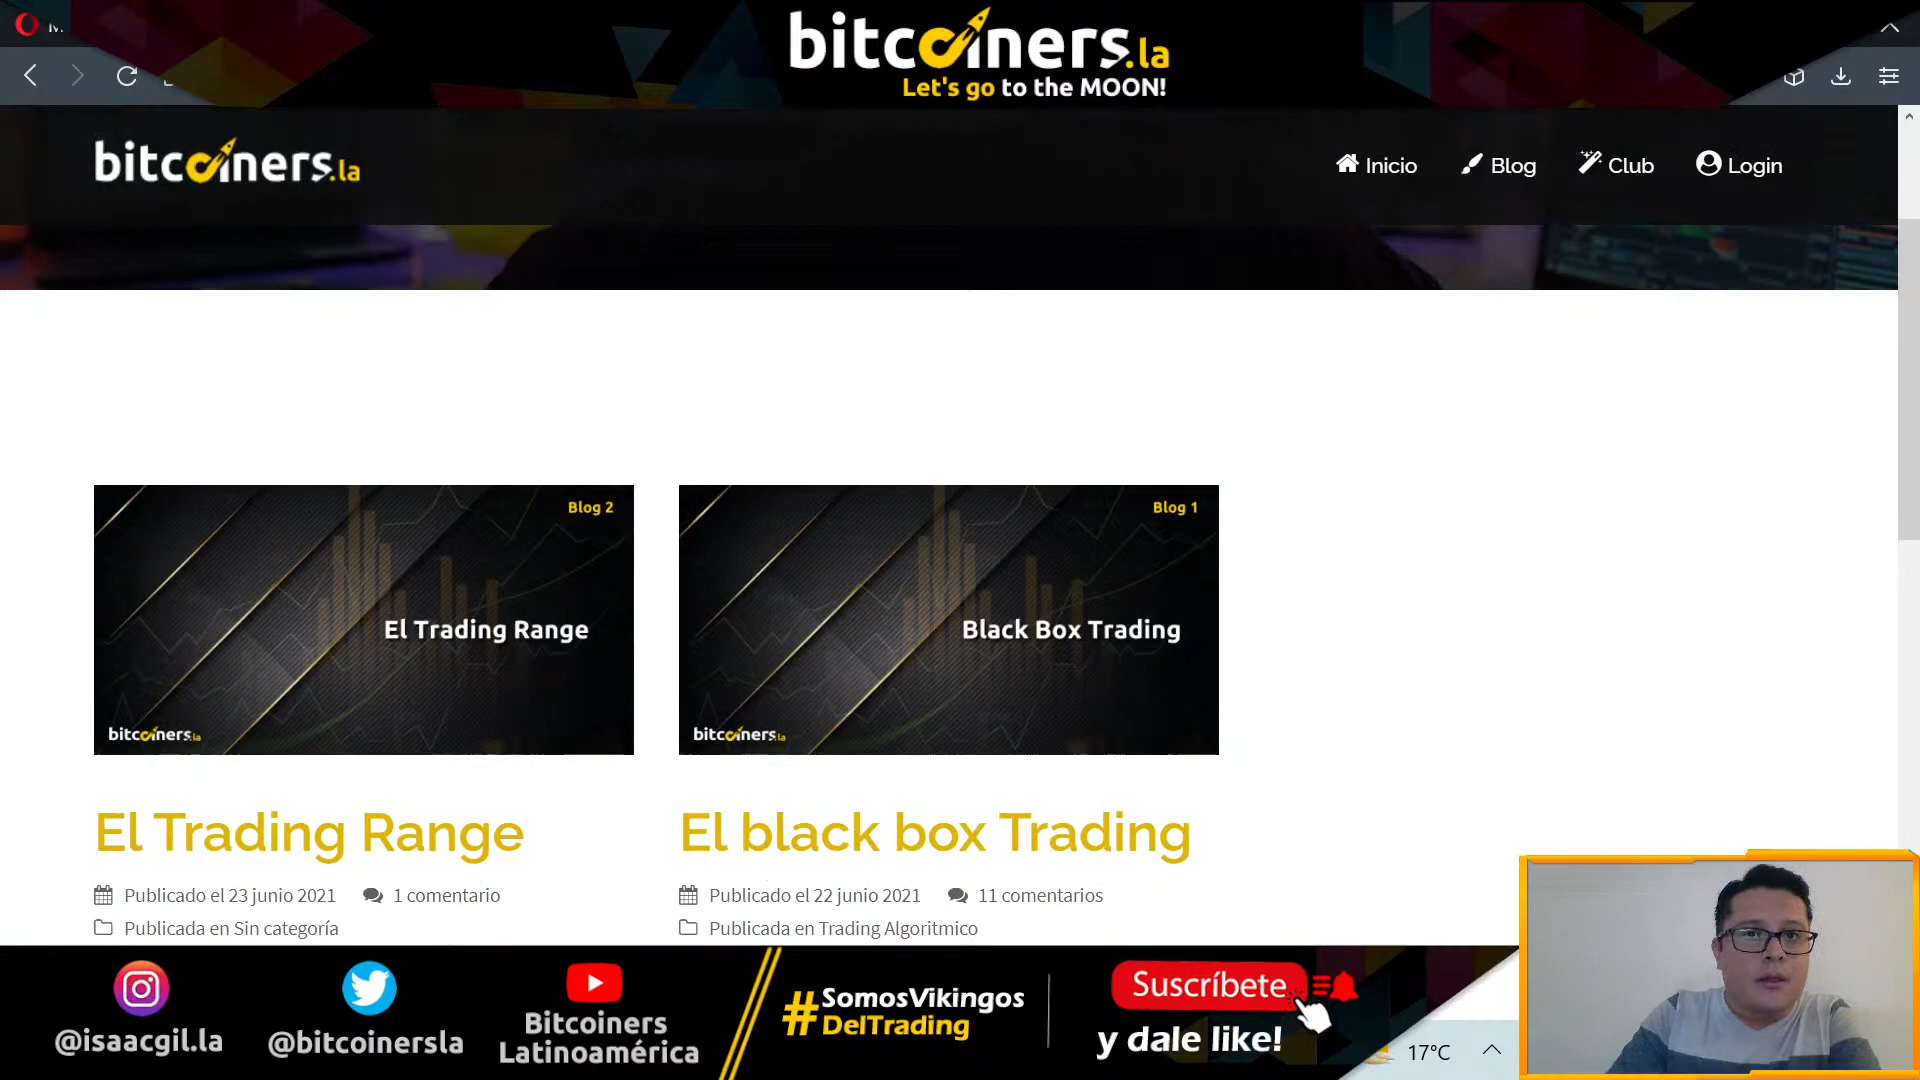 bitcoiners.la
Let's go to the MOON!
bitcoiners.la
Inicio
Blog
Club
Login
Blog 2
El Trading Range
bitcoiners.la
Blog 1
Black Box Trading
bitcoiners.la
El Trading Range
El black box Trading
Publicado el 23 junio 2021
1 comentario
Publicado el 22 junio 2021
11 comentarios
Publicada en Sin categoría
Publicada en Trading Algoritmico
@isaacgil.la
@bitcoinersla
Bitcoiners
Latinoamérica
#SomosVikingos
DelTrading
Suscríbete
y dale like!
17°C